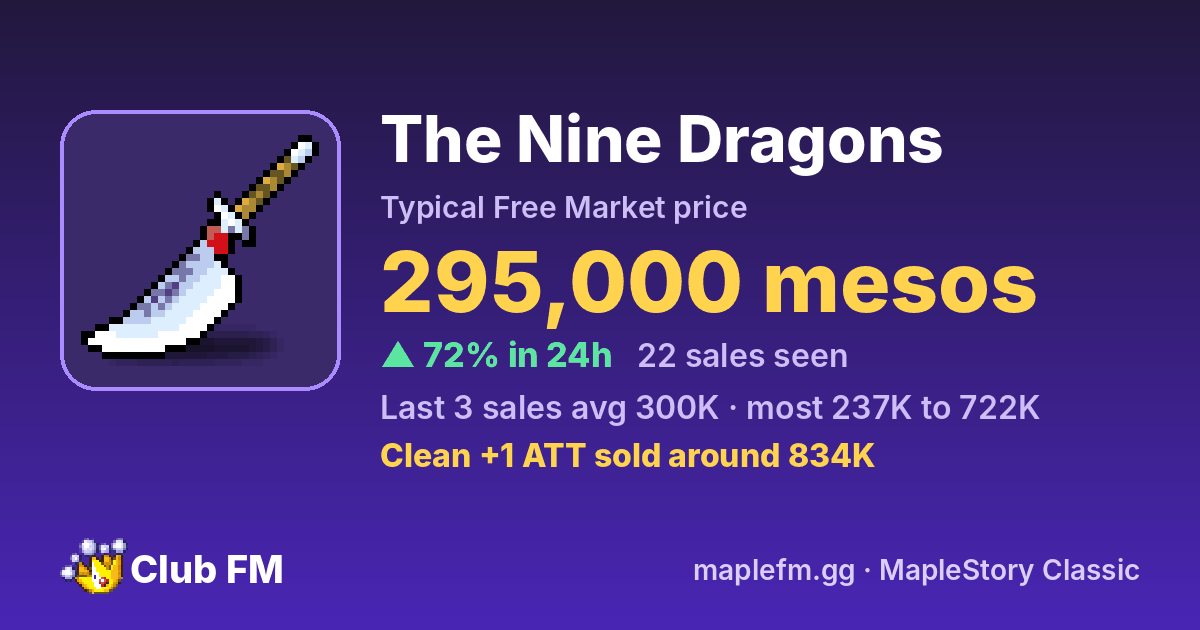 The Nine Dragons
Typical Free Market price
295,000 mesos
▲ 72% in 24h 22 sales seen
Last 3 sales avg 300K · most 237K to 722K
Clean +1 ATT sold around 834K
Club FM
maplefm.gg · MapleStory Classic